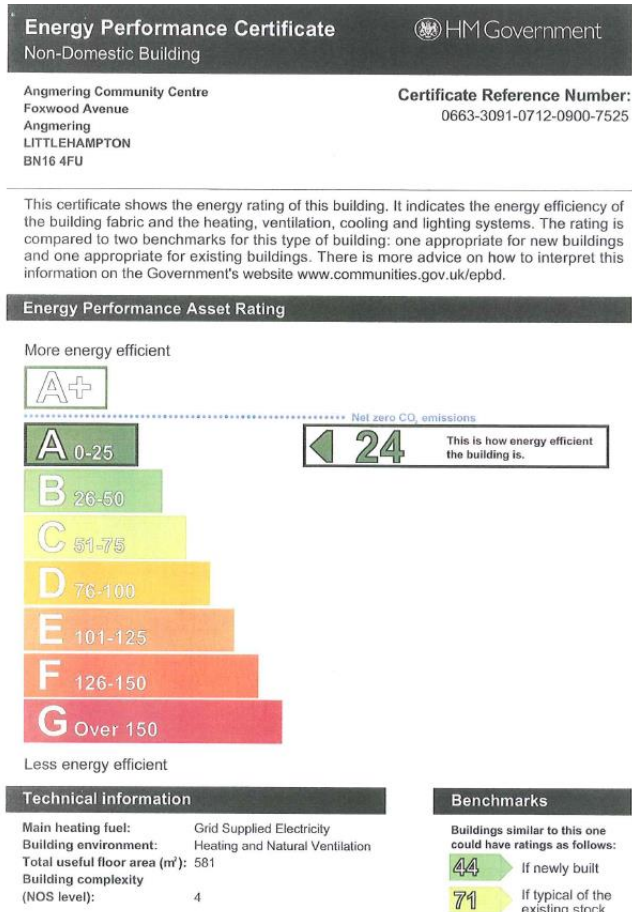 Energy Performance Certificate
HM Government
Non-Domestic Building
Angmering Community Centre
Foxwood Avenue
Angmering
LITTLEHAMPTON
BN16 4FU
Certificate Reference Number:
0663-3091-0712-0900-7525
This certificate shows the energy rating of this building. It indicates the energy efficiency of
the building fabric and the heating, ventilation, cooling and lighting systems. The rating is
compared to two benchmarks for this type of building: one appropriate for new buildings
and one appropriate for existing buildings. There is more advice on how to interpret this
information on the Government's website www.communities.gov.uk/epbd.
Energy Performance Asset Rating
More energy efficient
A+
Net zero CO₂ emissions
A 0-25
24
This is how energy efficient
the building is.
B 26-50
C 51-75
D 76-100
E 101-125
F 126-150
G Over 150
Less energy efficient
Technical information
Main heating fuel: Grid Supplied Electricity
Building environment: Heating and Natural Ventilation
Total useful floor area (m²): 581
Building complexity
(NOS level): 4
Benchmarks
Buildings similar to this one
could have ratings as follows:
44 If newly built
71 If typical of the
existing stock